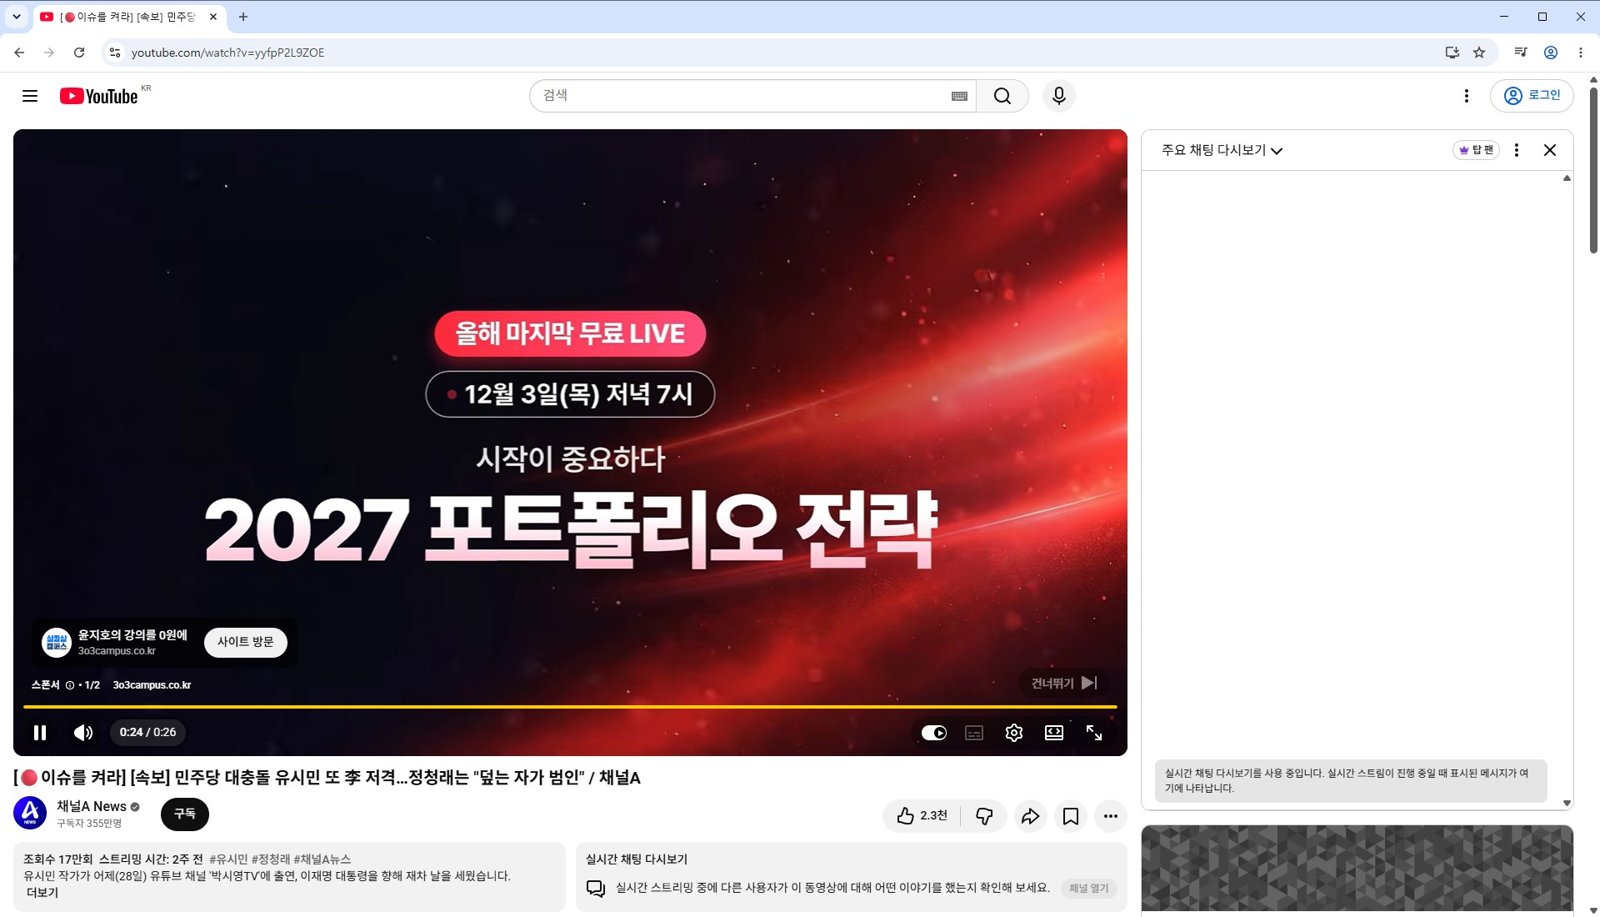 [🔴이슈를 켜라] [속보] 민주당
youtube.com/watch?v=yyfpP2L9ZOE
YouTube KR
검색
로그인
올해 마지막 무료 LIVE
12월 3일(목) 저녁 7시
시작이 중요하다
2027 포트폴리오 전략
삼점삼 캠퍼스
윤지호의 강의를 0원에
3o3campus.co.kr
사이트 방문
스폰서 ⓘ • 1/2 3o3campus.co.kr
건너뛰기
0:24 / 0:26
주요 채팅 다시보기
탑 팬
실시간 채팅 다시보기를 사용 중입니다. 실시간 스트림이 진행 중일 때 표시된 메시지가 여
기에 나타납니다.
[🔴이슈를 켜라] [속보] 민주당 대충돌 유시민 또 李 저격...정청래는 "덮는 자가 범인" / 채널A
채널A News
구독자 355만명
구독
2.3천
조회수 17만회 스트리밍 시간: 2주 전 #유시민 #정청래 #채널A뉴스
유시민 작가가 어제(28일) 유튜브 채널 '박시영TV'에 출연, 이재명 대통령을 향해 재차 날을 세웠습니다.
더보기
실시간 채팅 다시보기
실시간 스트리밍 중에 다른 사용자가 이 동영상에 대해 어떤 이야기를 했는지 확인해 보세요.
패널 열기